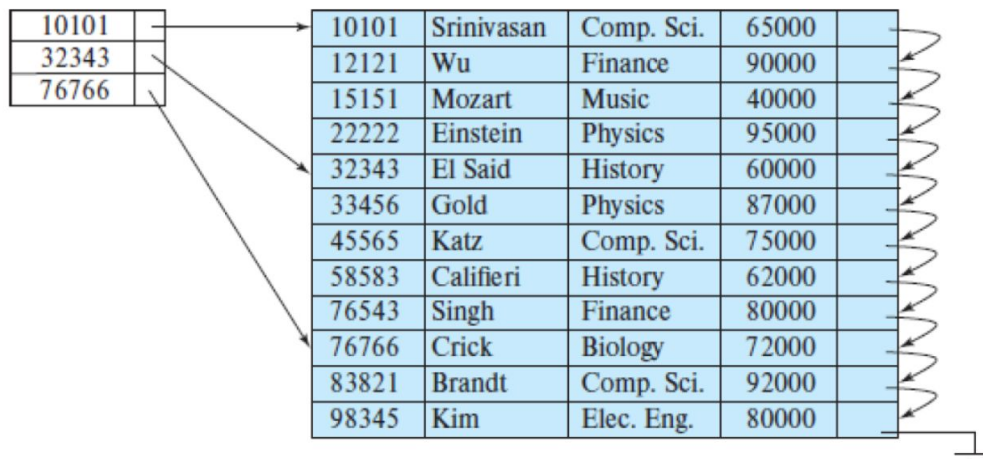 10101
32343
76766
10101 Srinivasan Comp. Sci. 65000
12121 Wu Finance 90000
15151 Mozart Music 40000
22222 Einstein Physics 95000
32343 El Said History 60000
33456 Gold Physics 87000
45565 Katz Comp. Sci. 75000
58583 Califieri History 62000
76543 Singh Finance 80000
76766 Crick Biology 72000
83821 Brandt Comp. Sci. 92000
98345 Kim Elec. Eng. 80000